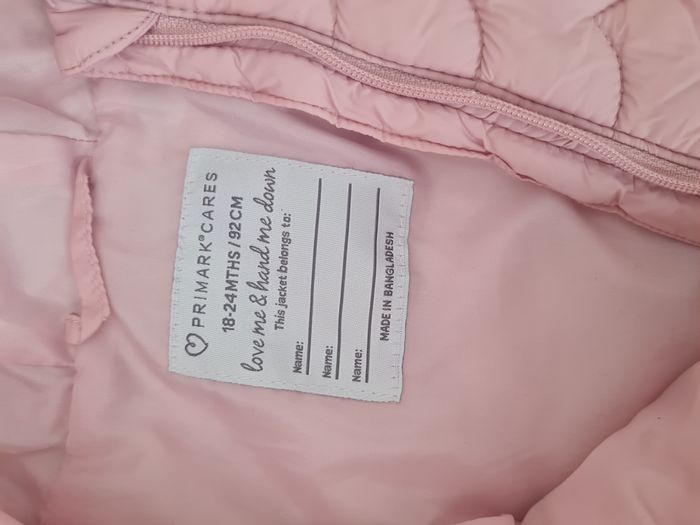 PRIMARK®CARES
18-24MTHS/92CM
love me & hand me down
This jacket belongs to:
Name:
Name:
Name:
MADE IN BANGLADESH